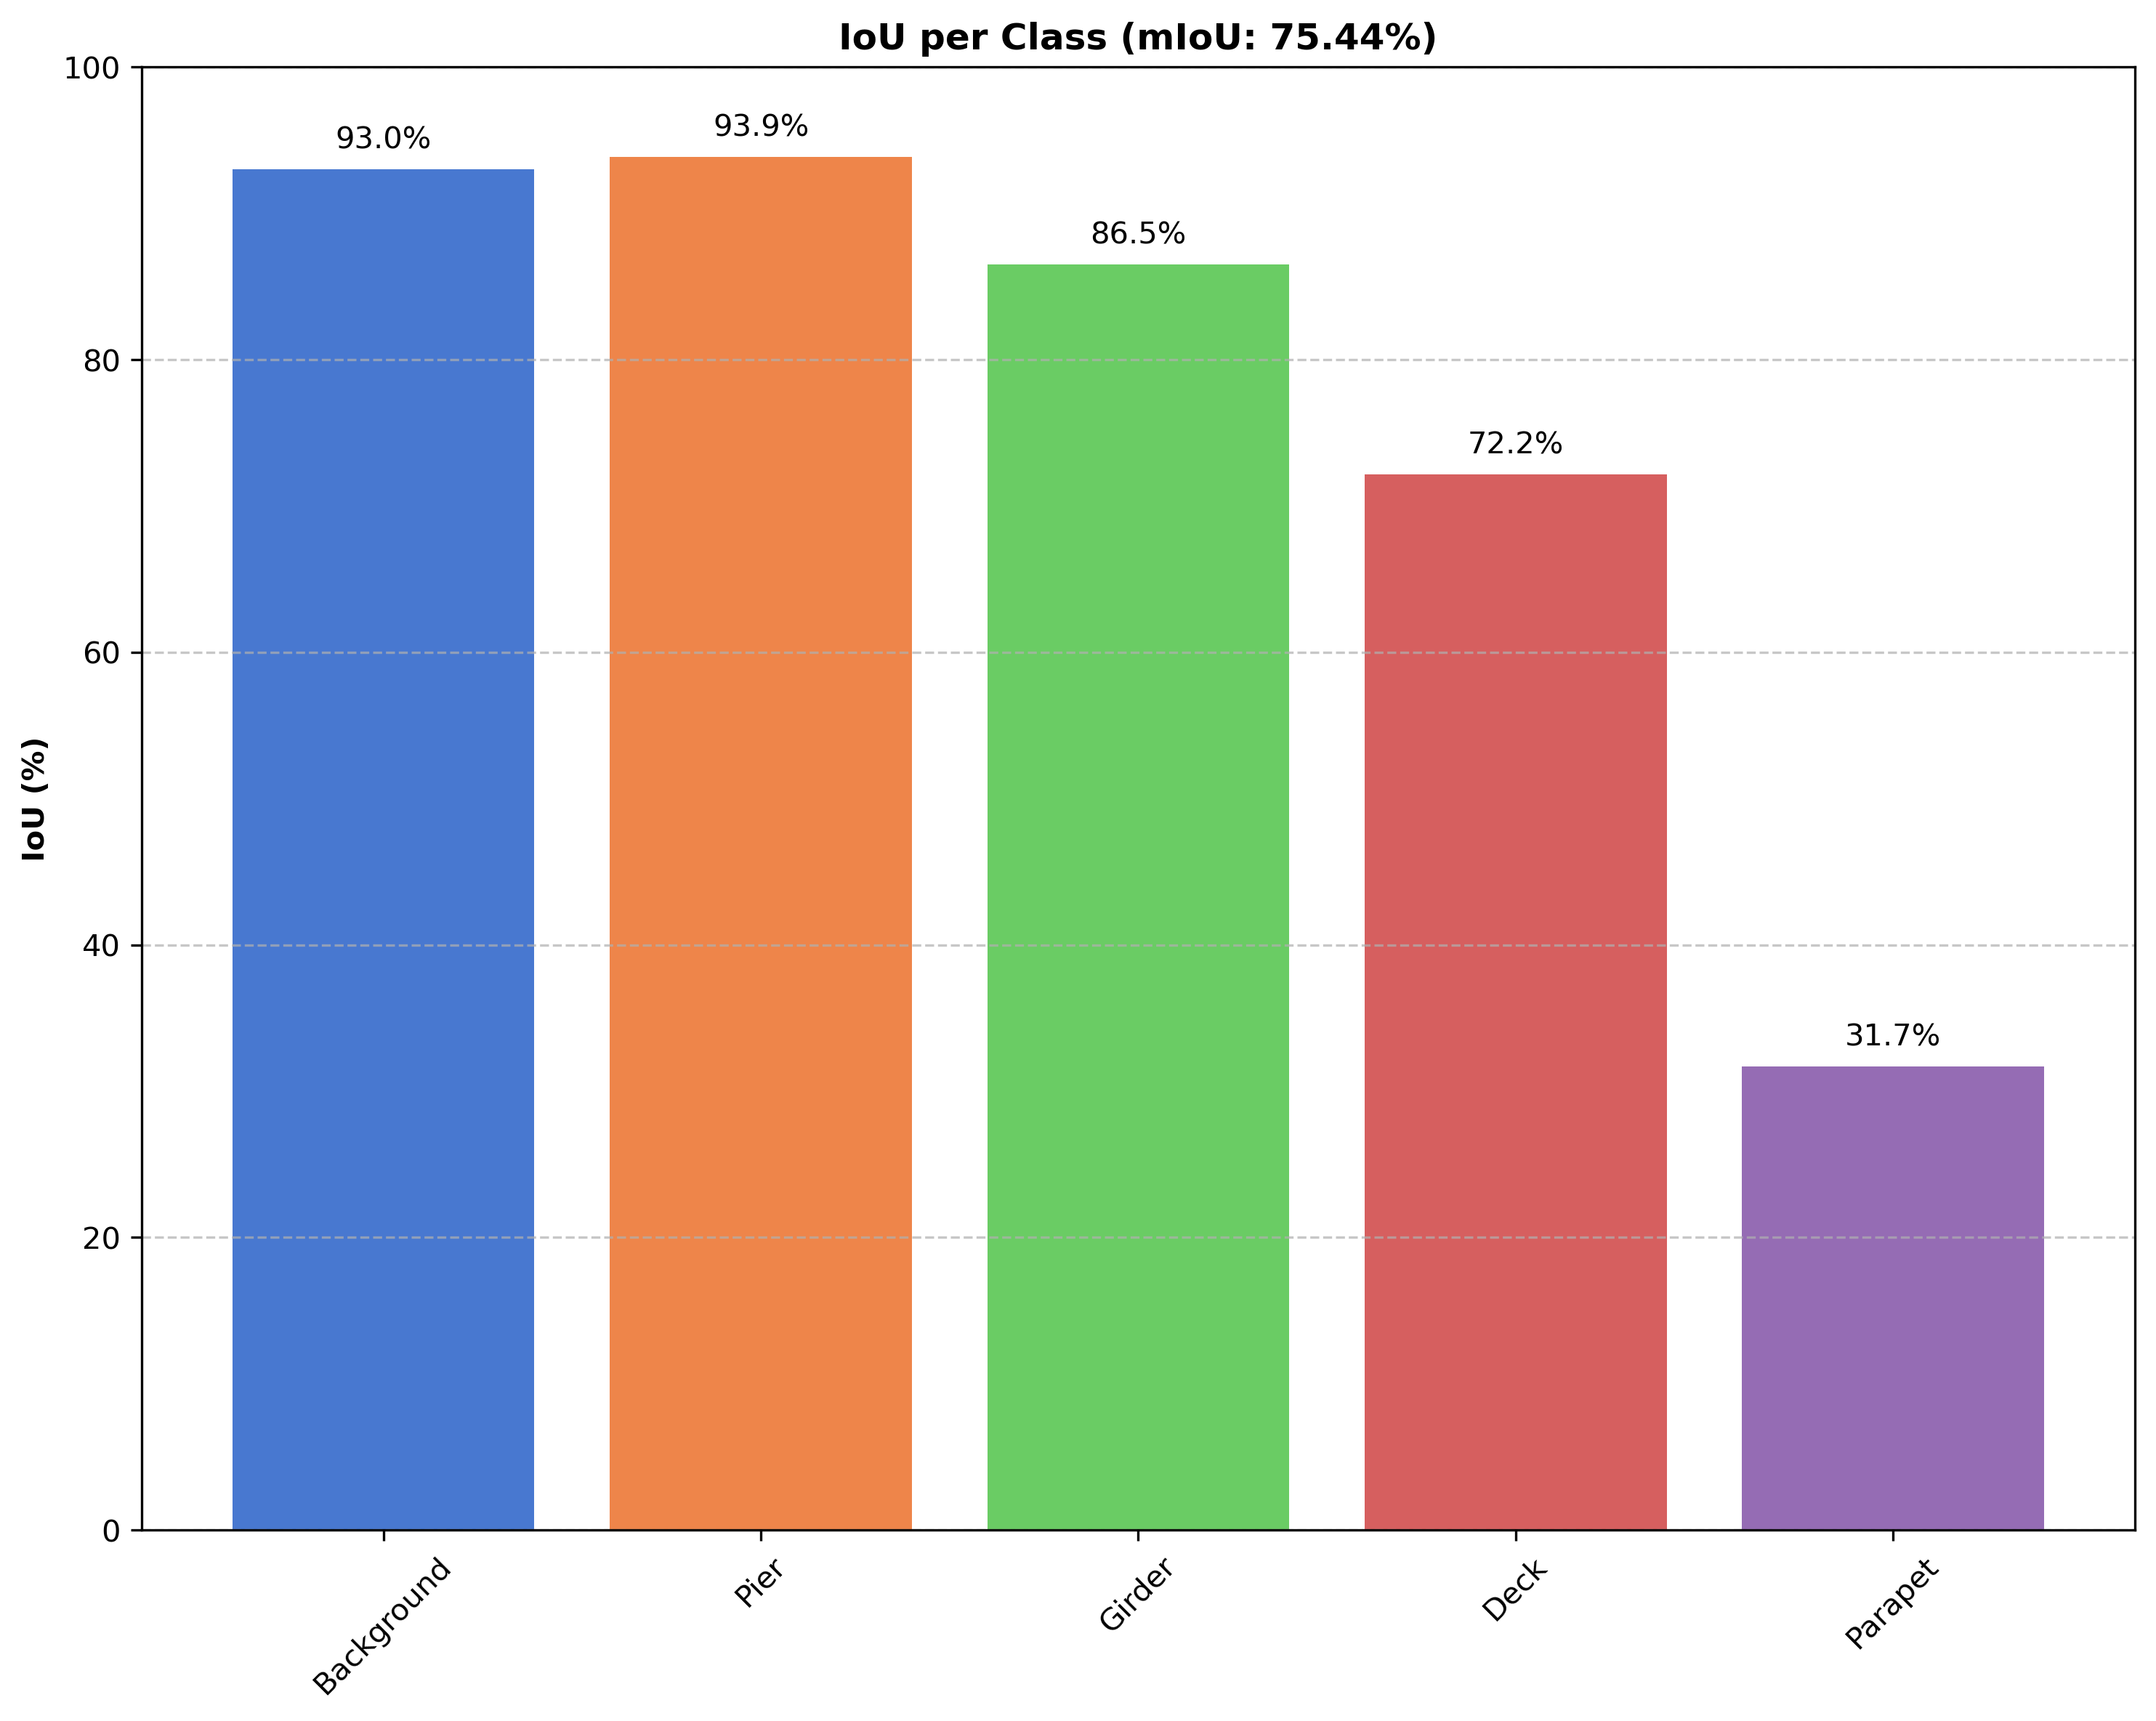 IoU per Class (mIoU: 75.44%)
100
93.0%
93.9%
86.5%
80
72.2%
60
IoU (%)
40
31.7%
20
0
Background
Pier
Girder
Deck
Parapet